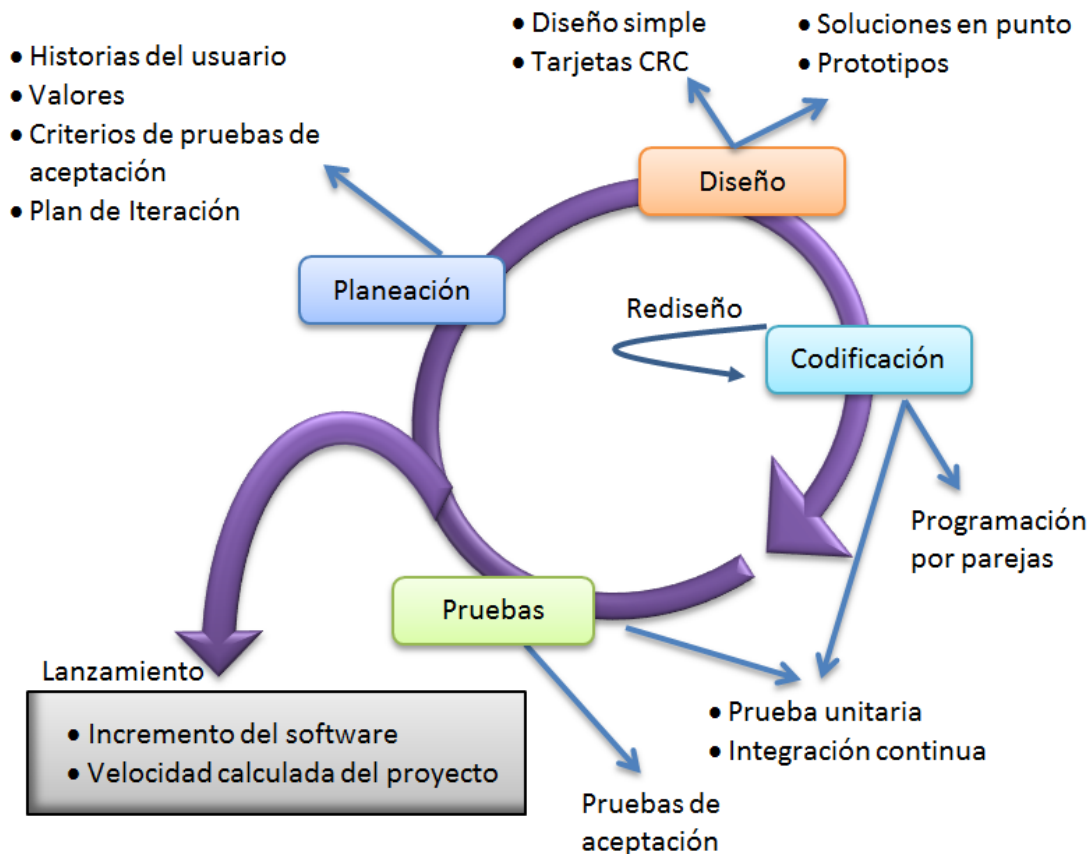 • Historias del usuario
• Valores
• Criterios de pruebas de
aceptación
• Plan de Iteración
• Diseño simple
• Tarjetas CRC
• Soluciones en punto
• Prototipos
Diseño
Planeación
Rediseño
Codificación
Programación
por parejas
Pruebas
Lanzamiento
• Incremento del software
• Velocidad calculada del proyecto
• Prueba unitaria
• Integración continua
Pruebas de
aceptación